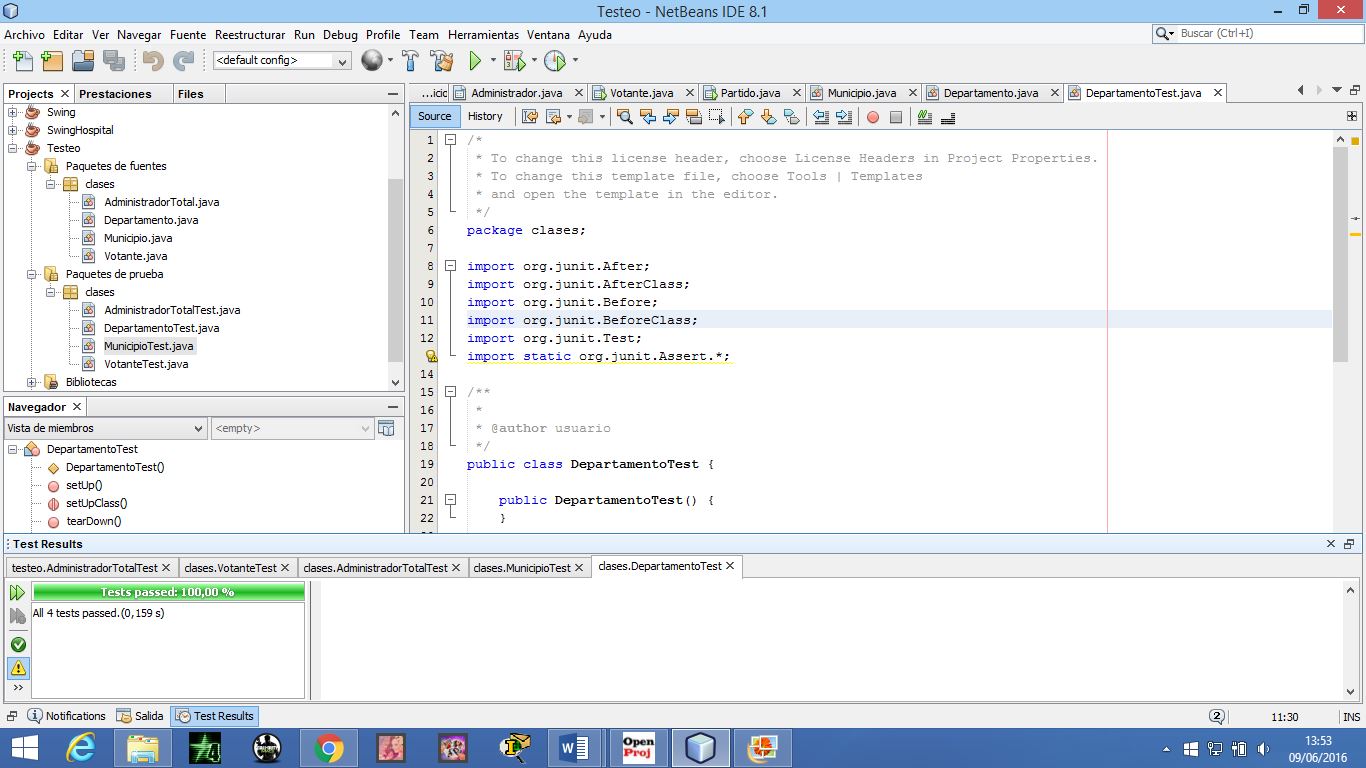 Testeo - NetBeans IDE 8.1
Archivo Editar Ver Navegar Fuente Reestructurar Run Debug Profile Team Herramientas Ventana Ayuda
Buscar (Ctrl+I)
<default config>
Projects Prestaciones Files
Swing
SwingHospital
Testeo
Paquetes de fuentes
clases
AdministradorTotal.java
Departamento.java
Municipio.java
Votante.java
Paquetes de prueba
clases
AdministradorTotalTest.java
DepartamentoTest.java
MunicipioTest.java
VotanteTest.java
Bibliotecas
Navegador
Vista de miembros <empty>
DepartamentoTest
DepartamentoTest()
setUp()
setUpClass()
tearDown()
...icic Administrador.java Votante.java Partido.java Municipio.java Departamento.java DepartamentoTest.java
Source History
1 /*
2 * To change this license header, choose License Headers in Project Properties.
3 * To change this template file, choose Tools | Templates
4 * and open the template in the editor.
5 */
6 package clases;
7
8 import org.junit.After;
9 import org.junit.AfterClass;
10 import org.junit.Before;
11 import org.junit.BeforeClass;
12 import org.junit.Test;
import static org.junit.Assert.*;
14
15 /**
16 *
17 * @author usuario
18 */
19 public class DepartamentoTest {
20
21 public DepartamentoTest() {
22 }
Test Results
testeo.AdministradorTotalTest clases.VotanteTest clases.AdministradorTotalTest clases.MunicipioTest clases.DepartamentoTest
Tests passed: 100,00 %
All 4 tests passed.(0,159 s)
Notifications Salida Test Results
2 11:30 INS
Open
Proj
13:53
09/06/2016